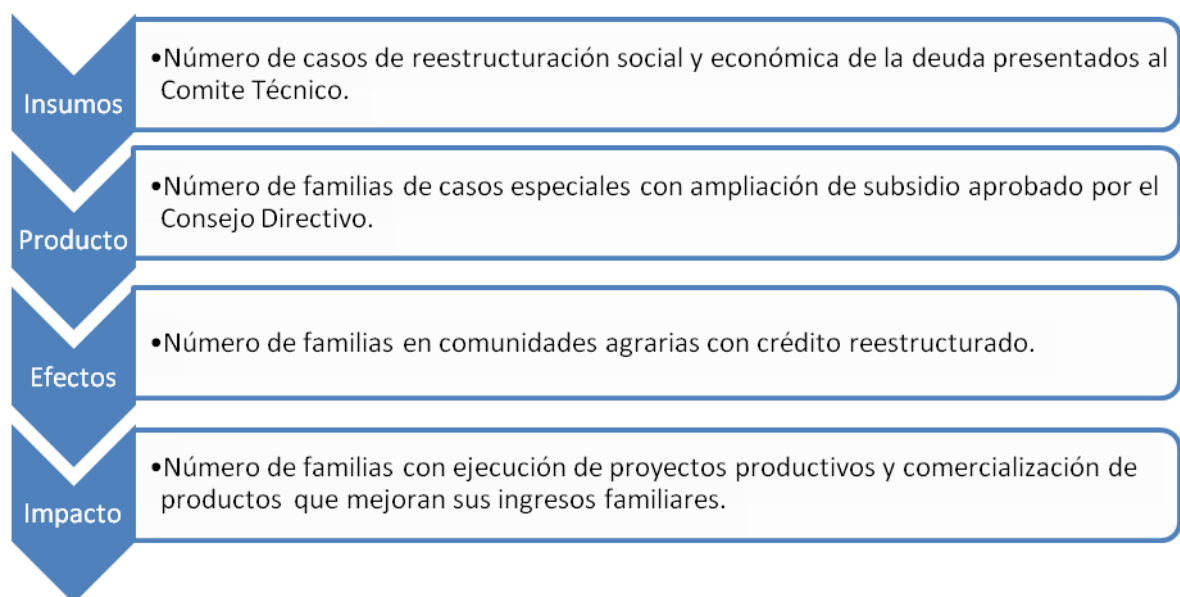 Insumos
•Número de casos de reestructuración social y económica de la deuda presentados al
Comite Técnico.
Producto
•Número de familias de casos especiales con ampliación de subsidio aprobado por el
Consejo Directivo.
Efectos
•Número de familias en comunidades agrarias con crédito reestructurado.
Impacto
•Número de familias con ejecución de proyectos productivos y comercialización de
productos que mejoran sus ingresos familiares.